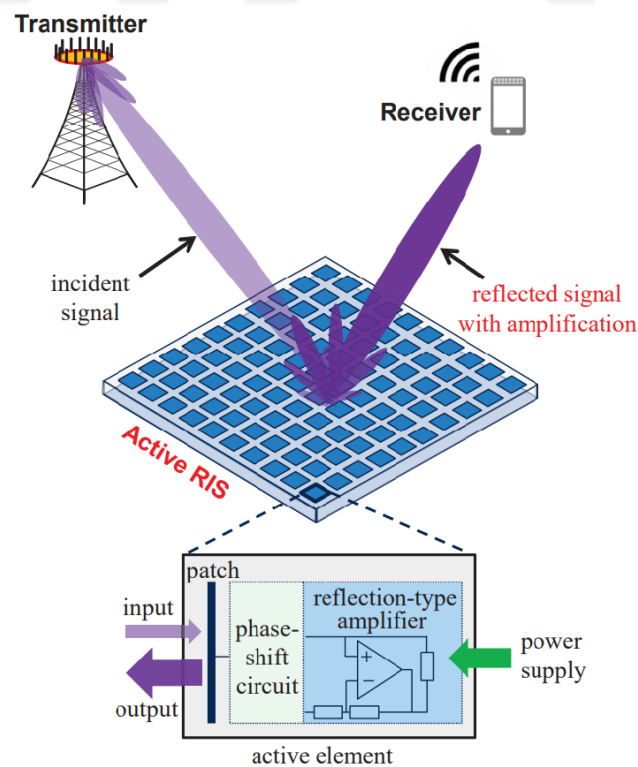 Transmitter
Receiver
incident
signal
reflected signal
with amplification
Active RIS
patch
input
output
phase-
shift
circuit
reflection-type
amplifier
+
−
power
supply
active element